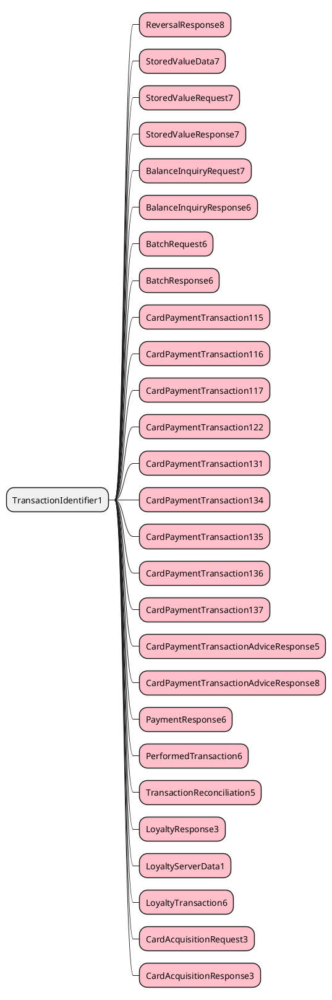 ReversalResponse8
StoredValueData7
StoredValueRequest7
StoredValueResponse7
BalanceInquiryRequest7
BalanceInquiryResponse6
BatchRequest6
BatchResponse6
CardPaymentTransaction115
CardPaymentTransaction116
CardPaymentTransaction117
CardPaymentTransaction122
CardPaymentTransaction131
TransactionIdentifier1
CardPaymentTransaction134
CardPaymentTransaction135
CardPaymentTransaction136
CardPaymentTransaction137
CardPaymentTransactionAdviceResponse5
CardPaymentTransactionAdviceResponse8
PaymentResponse6
PerformedTransaction6
TransactionReconciliation5
LoyaltyResponse3
LoyaltyServerData1
LoyaltyTransaction6
CardAcquisitionRequest3
CardAcquisitionResponse3